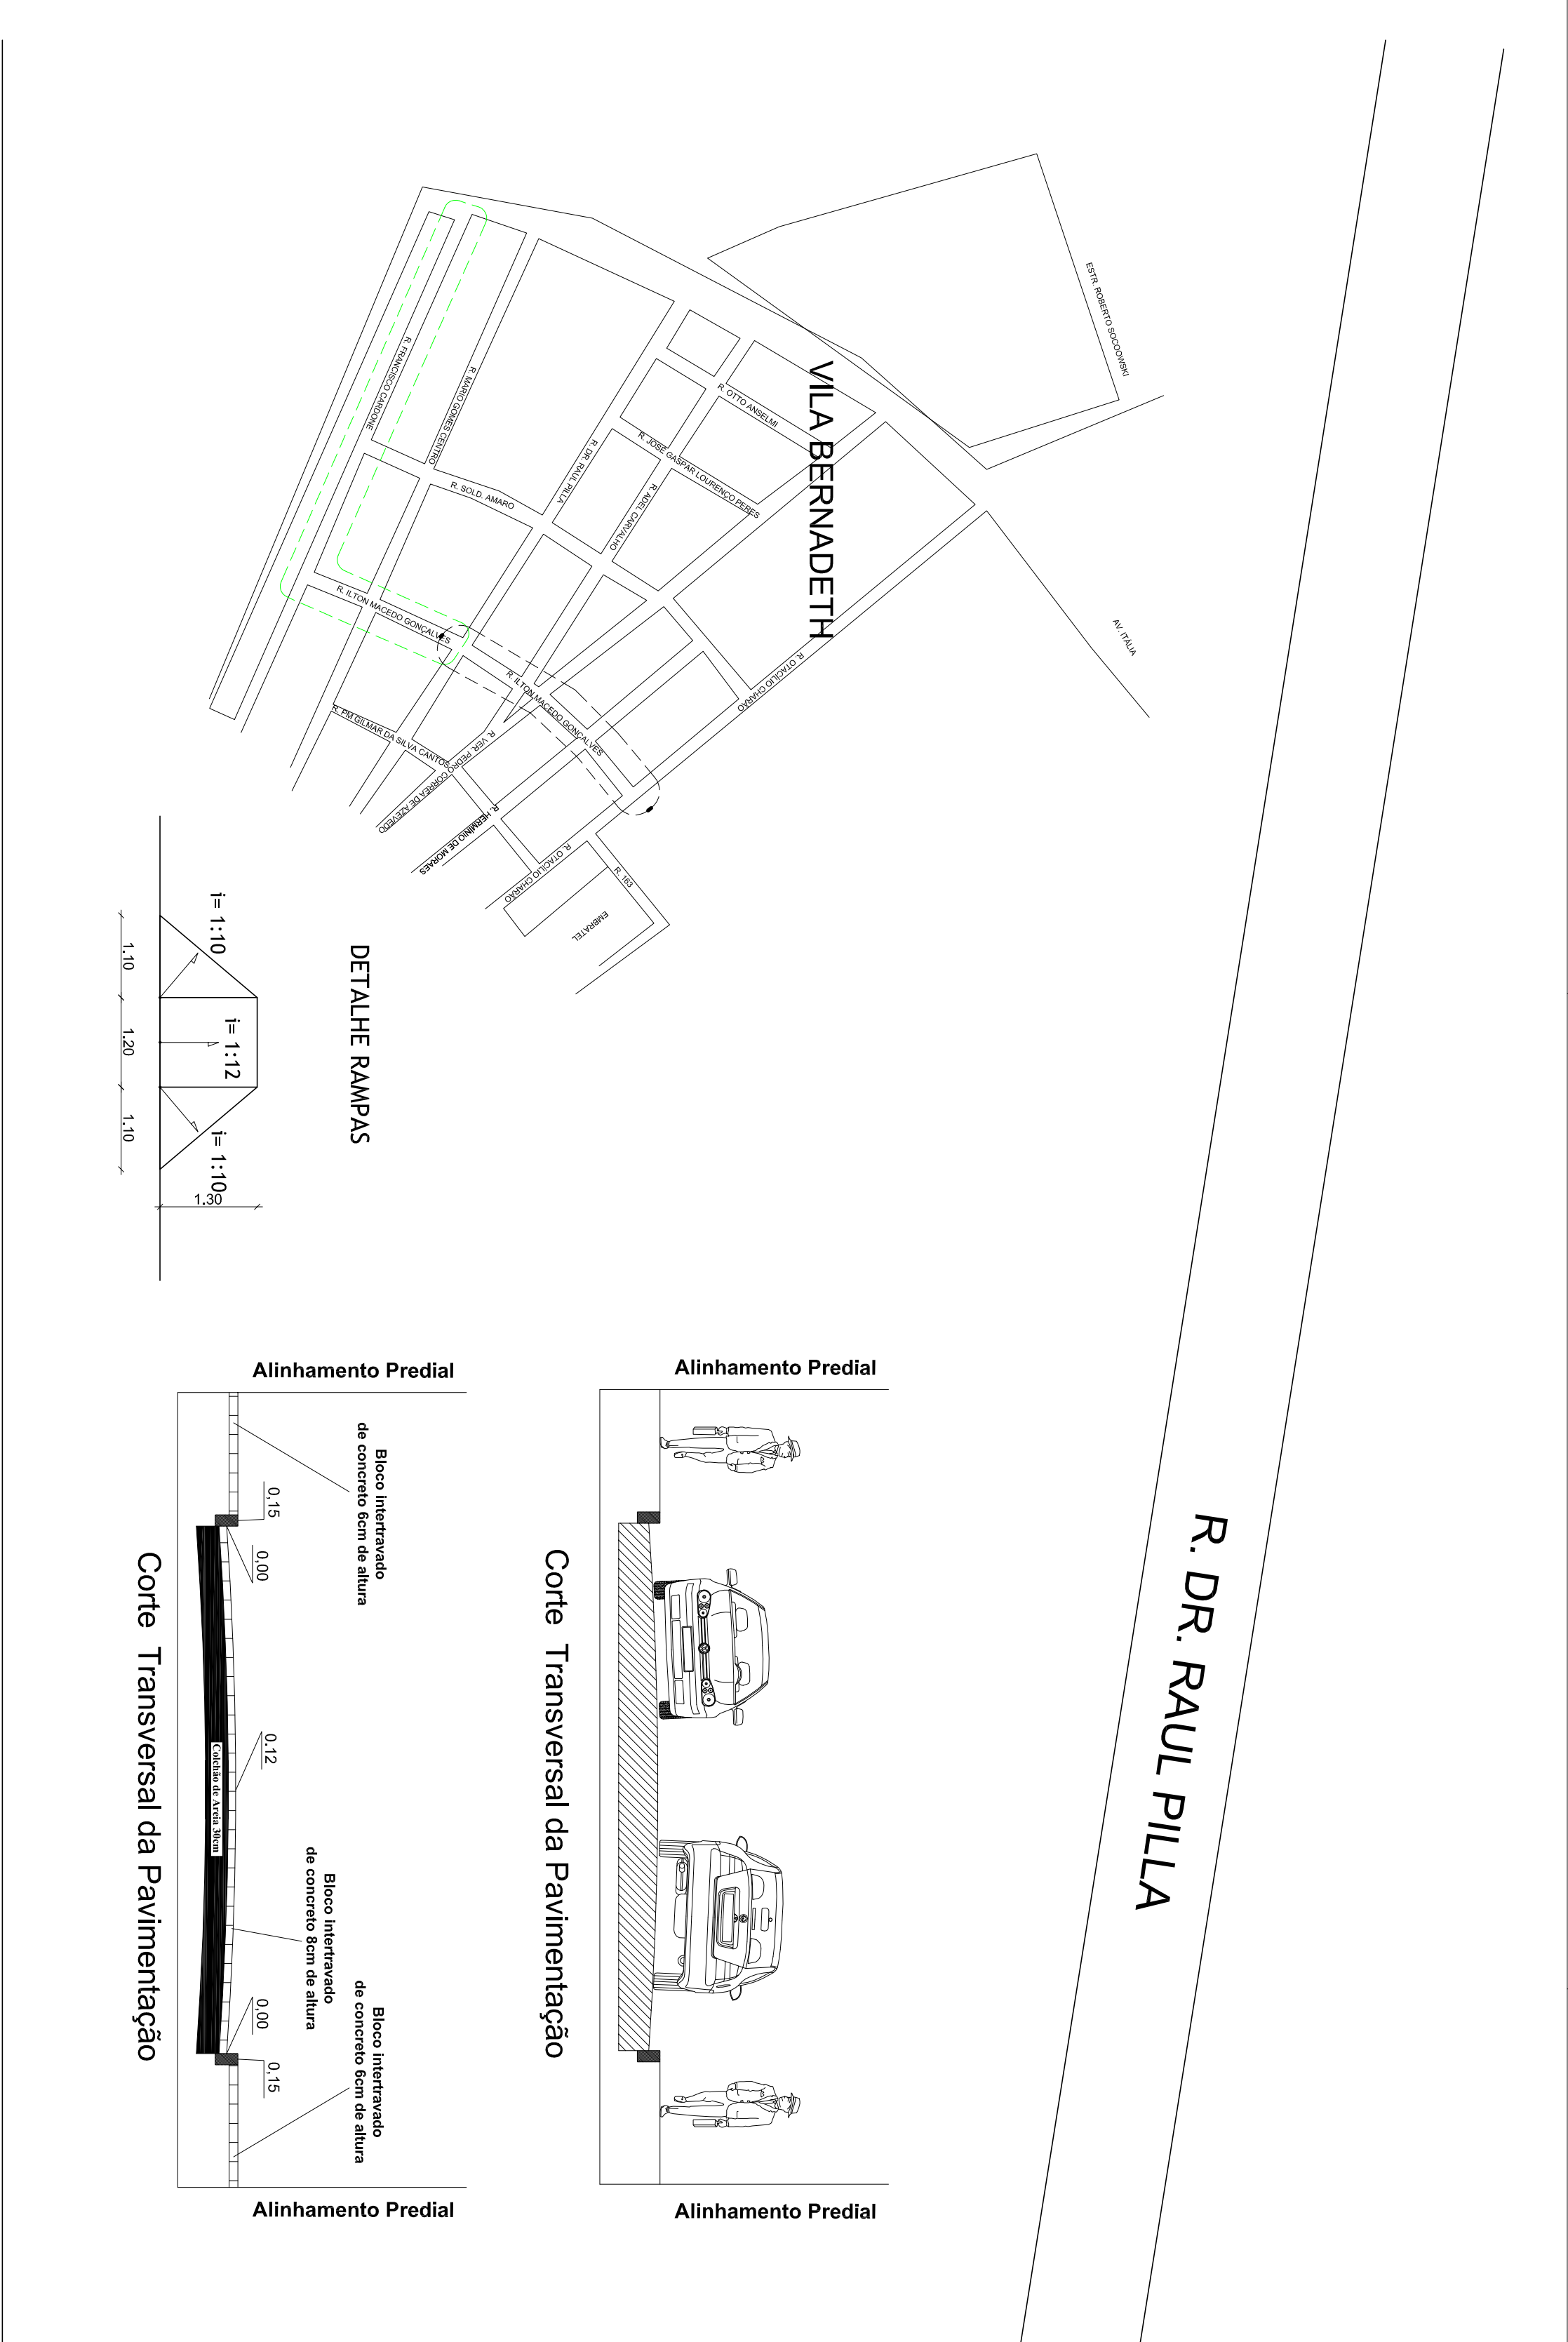 R. DR. RAUL PILLA
ESTR. ROBERTO SOCOOWSKI
AV. ITÁLIA
VILA BERNADETH
R. OTTO ANSELMI
R. JOSÉ GASPAR LOURENÇO PERES
R. ADEL CARVALHO
R. DR. RAUL PILLA
R. SOLD. AMARO
R. MARIO GOMES CENTRO
R. FRANCISCO CARDONE
R. ILTON MACEDO GONÇALVES
R. ILTON MACEDO GONÇALVES
R. OTACILIO CHARÃO
R. PM GILMAR DA SILVA CANTOS
R. VER. PEDRO CORREA DE AZEVEDO
R. HERMÍNIO DE MORAES
R. OTACILIO CHARÃO
R. 163
EMBRATEL
DETALHE RAMPAS
i= 1:10
i= 1:12
i= 1:10
1.10
1.20
1.10
1.30
Alinhamento Predial
Alinhamento Predial
Corte Transversal da Pavimentação
Alinhamento Predial
Alinhamento Predial
Bloco intertravado
de concreto 6cm de altura
Bloco intertravado
de concreto 8cm de altura
Bloco intertravado
de concreto 6cm de altura
0,15
0,00
0.12
0,00
0,15
Colchão de Areia 30cm
Corte Transversal da Pavimentação